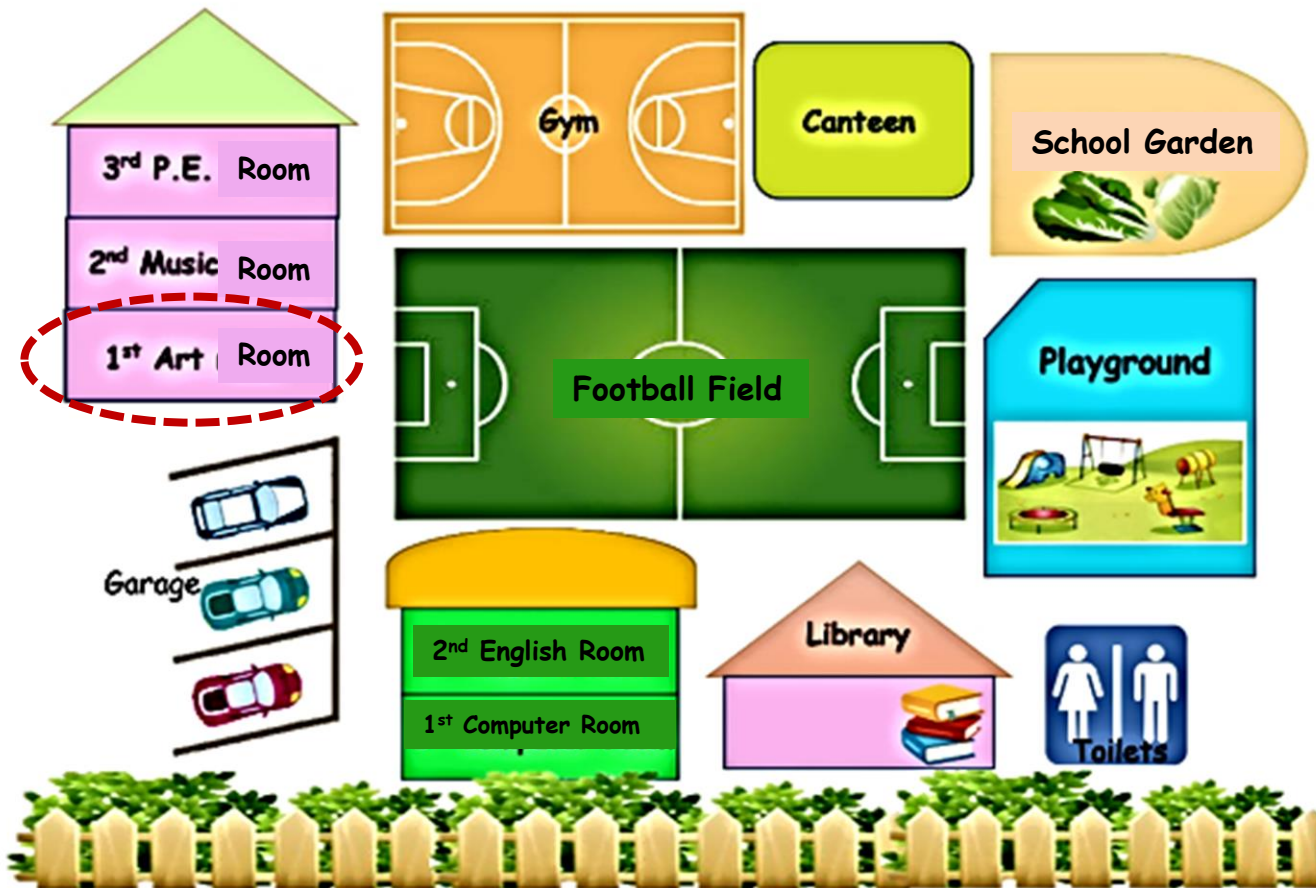 Gym
Canteen
School Garden
3rd P.E. Room
2nd Music Room
1st Art Room
Football Field
Playground
Garage
2nd English Room
1st Computer Room
Library
Toilets